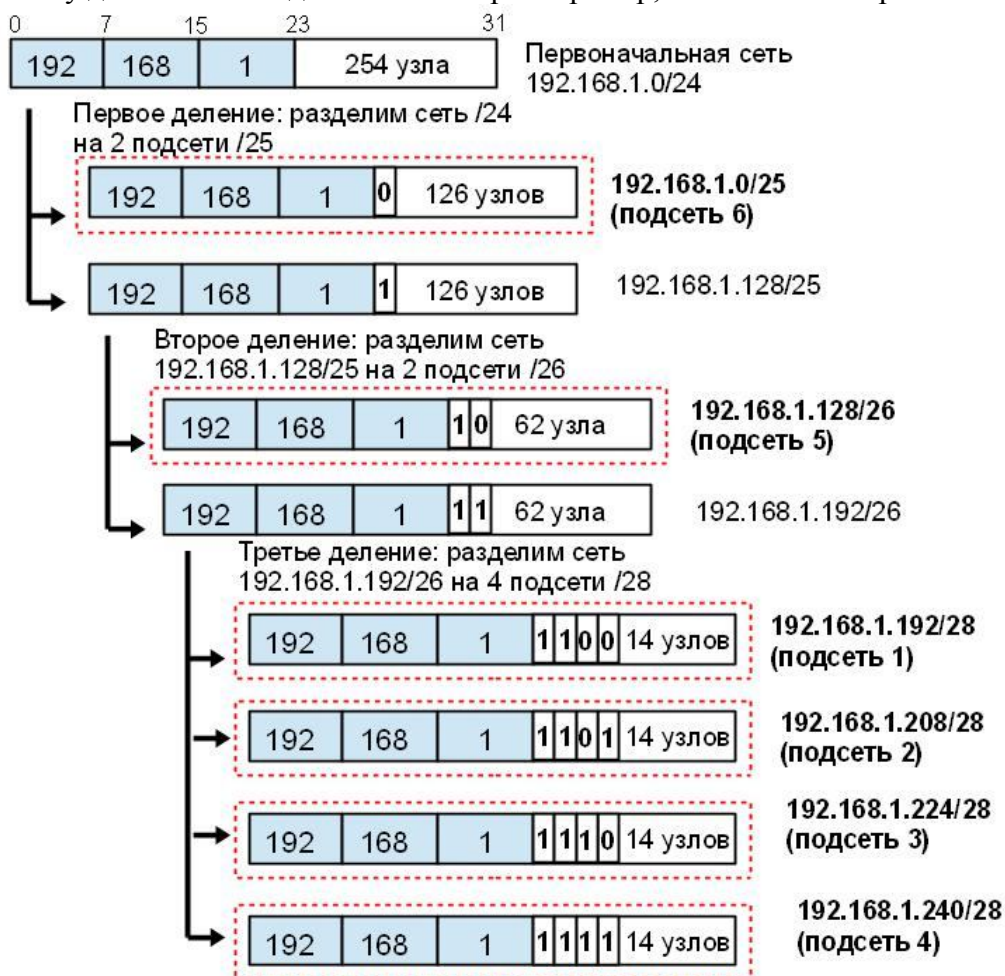 0 7 15 23 31
192 168 1 254 узла
Первоначальная сеть
192.168.1.0/24
Первое деление: разделим сеть /24
на 2 подсети /25
192 168 1 0 126 узлов
192.168.1.0/25
(подсеть 6)
192 168 1 1 126 узлов
192.168.1.128/25
Второе деление: разделим сеть
192.168.1.128/25 на 2 подсети /26
192 168 1 1 0 62 узла
192.168.1.128/26
(подсеть 5)
192 168 1 1 1 62 узла
192.168.1.192/26
Третье деление: разделим сеть
192.168.1.192/26 на 4 подсети /28
192 168 1 1 1 0 0 14 узлов
192.168.1.192/28
(подсеть 1)
192 168 1 1 1 0 1 14 узлов
192.168.1.208/28
(подсеть 2)
192 168 1 1 1 1 0 14 узлов
192.168.1.224/28
(подсеть 3)
192 168 1 1 1 1 1 14 узлов
192.168.1.240/28
(подсеть 4)